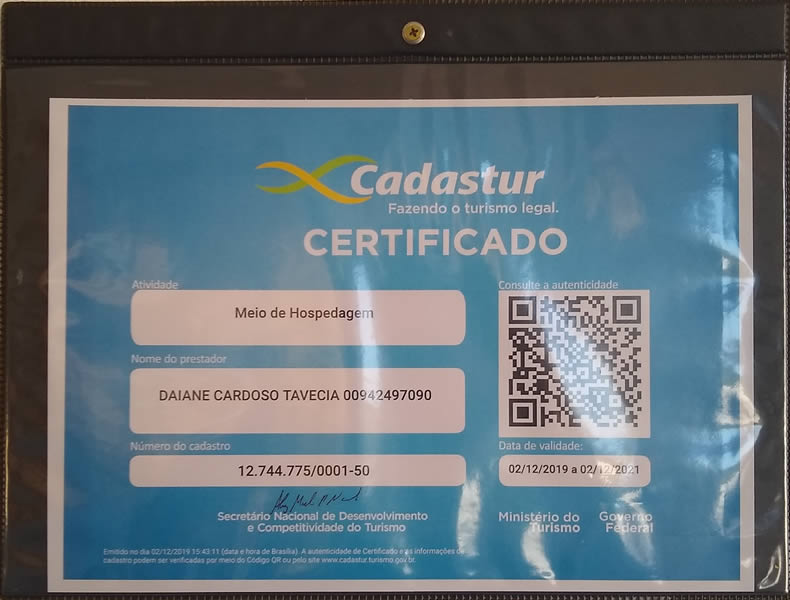 Cadastur
Fazendo o turismo legal.
CERTIFICADO
Atividade
Meio de Hospedagem
Nome do prestador
DAIANE CARDOSO TAVECIA 00942497090
Número do cadastro
12.744.775/0001-50
Consulte a autenticidade
Data de validade:
02/12/2019 a 02/12/2021
Secretário Nacional de Desenvolvimento
e Competitividade do Turismo
Ministério do
Turismo
Governo
Federal
Emitido no dia 02/12/2019 15:43:11 (data e hora de Brasília). A autenticidade de Certificado e as informações de
cadastro podem ser verificadas por meio do Código QR ou pelo site www.cadastur.turismo.gov.br.